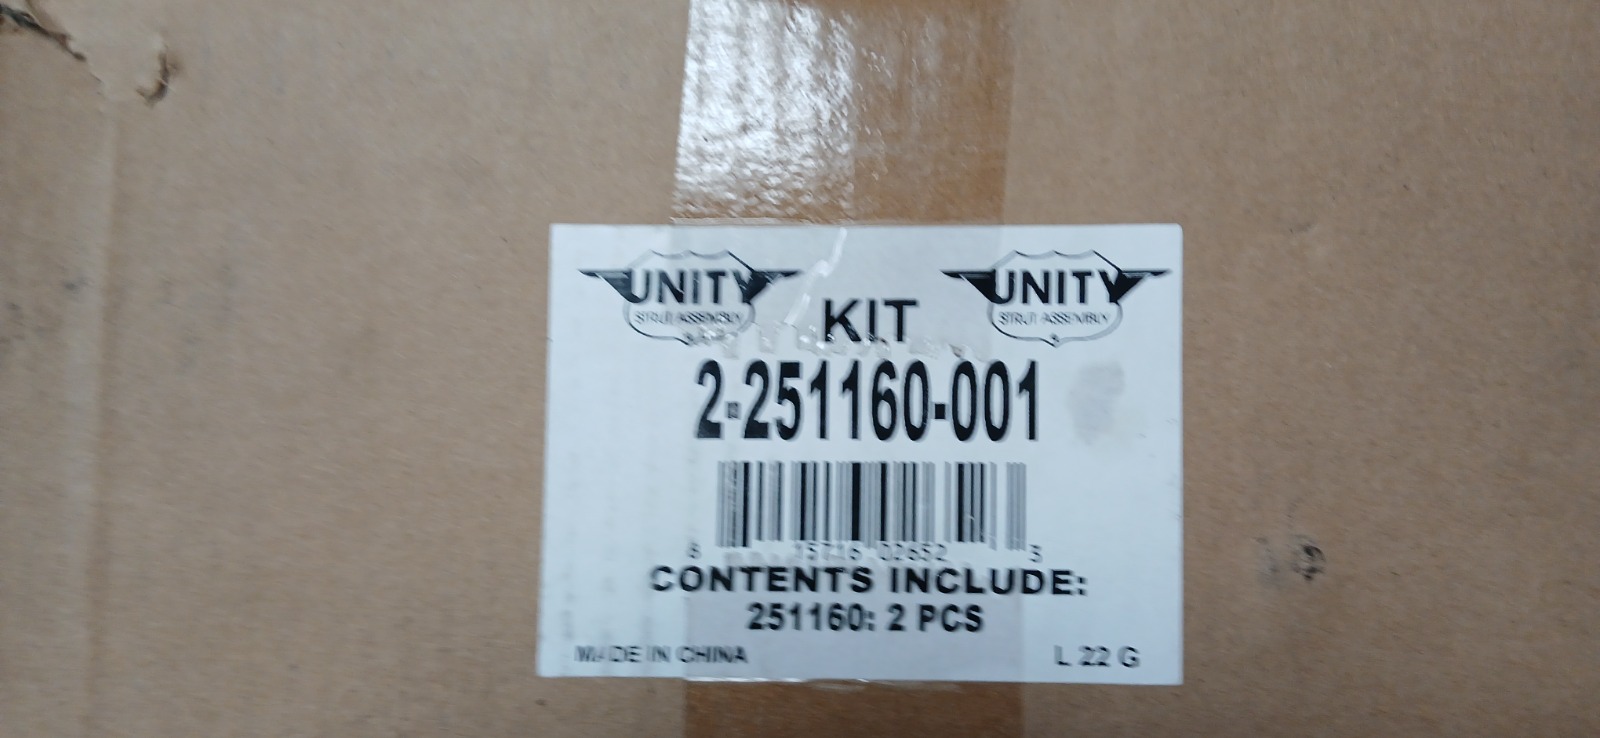 UNITY
STRUT ASSEMBLY
UNITY
STRUT ASSEMBLY
KIT
2-251160-001
3
CONTENTS INCLUDE:
251160: 2 PCS
MADE IN CHINA
L 22 G